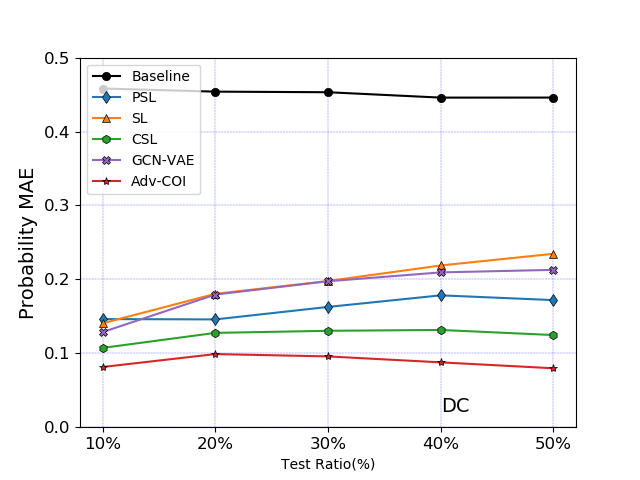 0.5
0.4
0.3
0.2
0.1
0.0
Probability MAE
Baseline
PSL
SL
CSL
GCN-VAE
Adv-COI
DC
10% 20% 30% 40% 50%
Test Ratio(%)